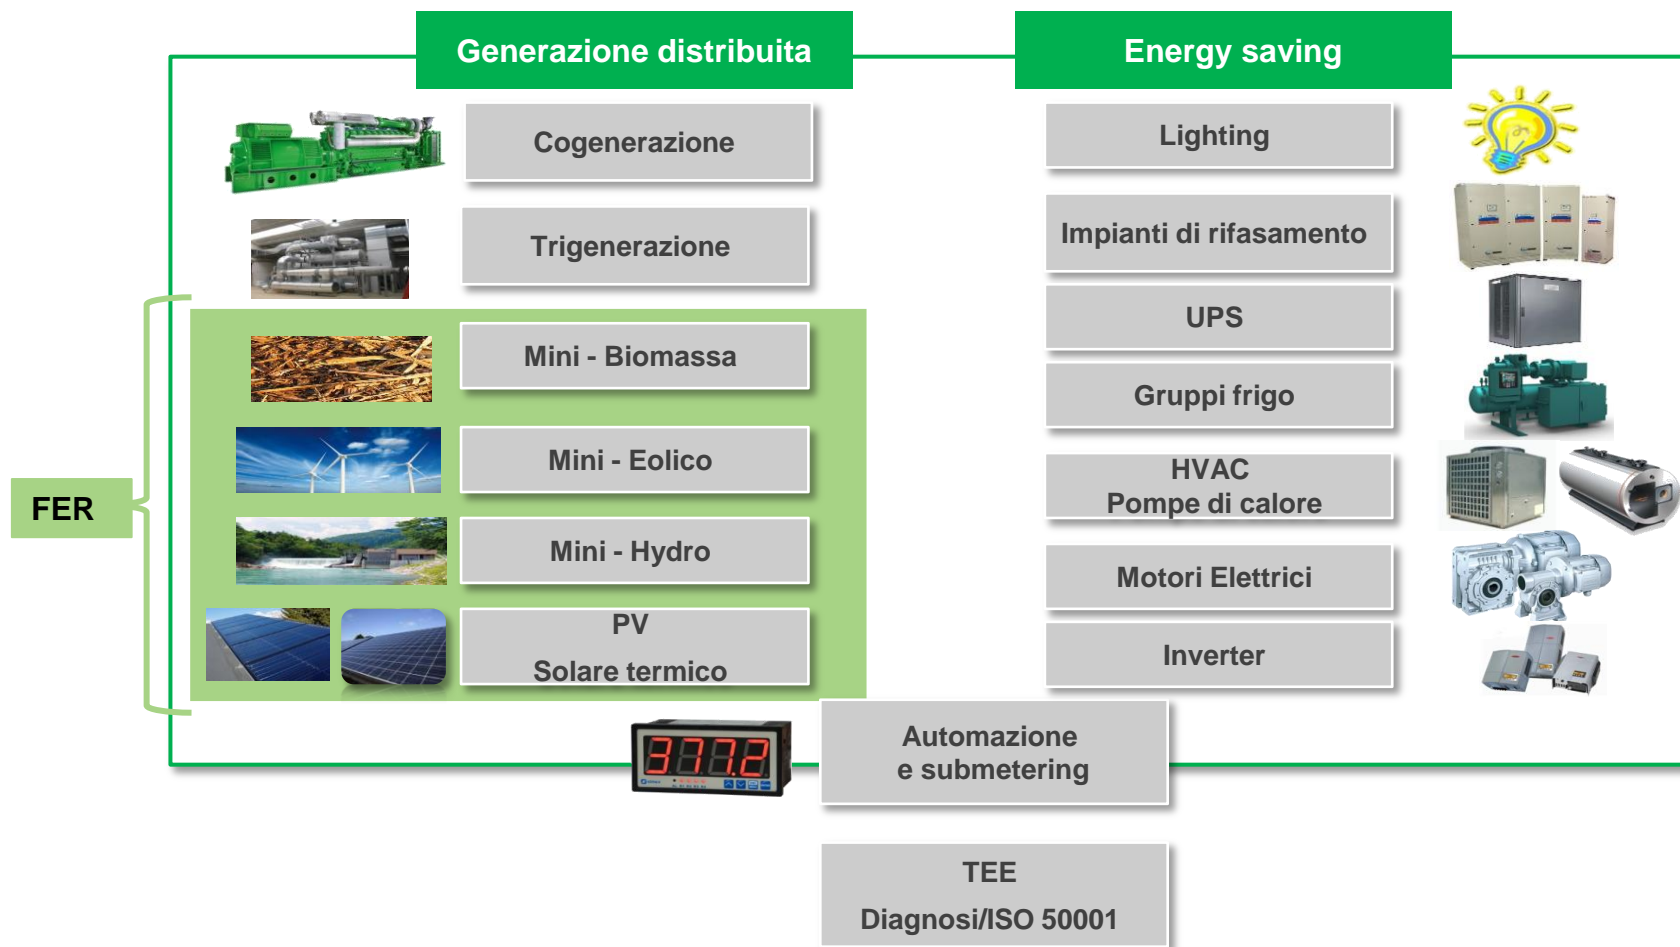 Generazione distribuita
Energy saving
Cogenerazione
Trigenerazione
FER
Mini - Biomassa
Mini - Eolico
Mini - Hydro
PV
Solare termico
Lighting
Impianti di rifasamento
UPS
Gruppi frigo
HVAC
Pompe di calore
Motori Elettrici
Inverter
377.2
Automazione
e submetering
TEE
Diagnosi/ISO 50001